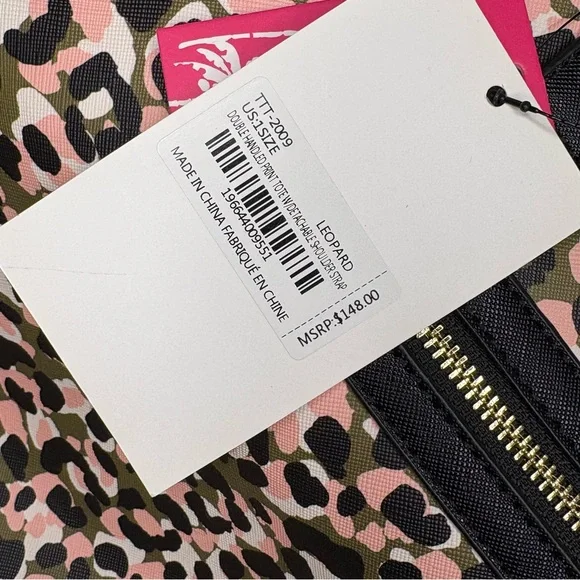 TTT-2009
US:1SIZE
LEOPARD
DOUBLE HANDLED PRINT TOTE W/DETACHABLE SHOULDER STRAP
196644009551
MADE IN CHINA FABRIQUÉ EN CHINE
MSRP:$148.00